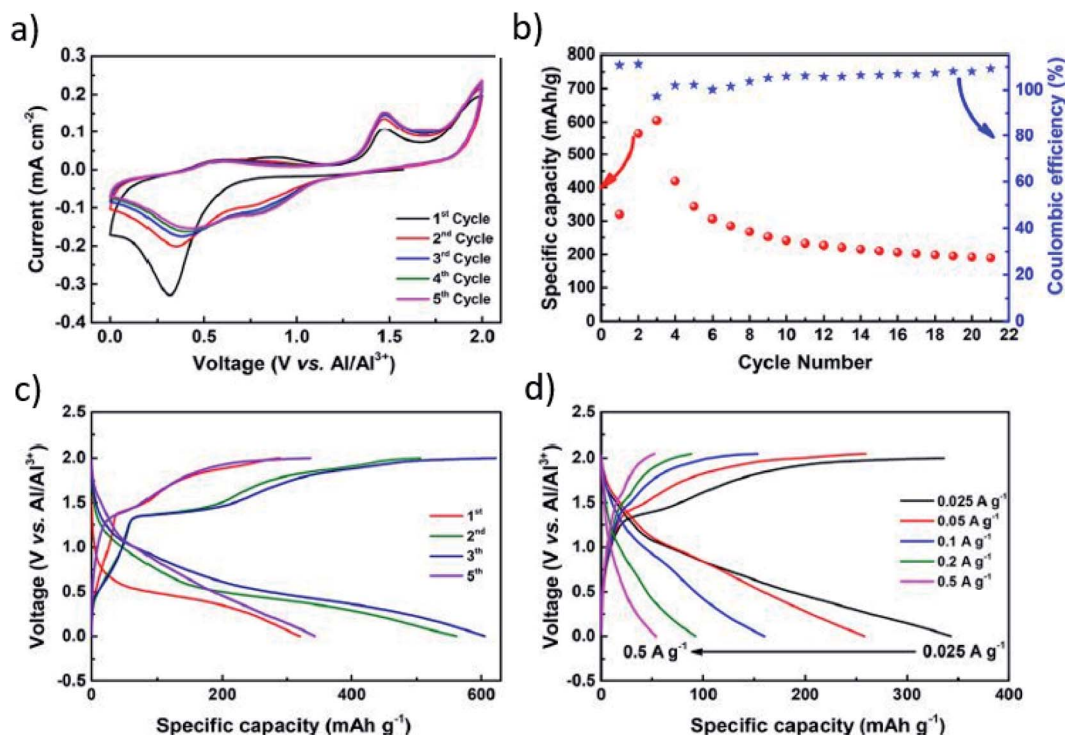 a)
0.3
0.2
0.1
0.0
-0.1
-0.2
-0.3
-0.4
Current (mA cm⁻²)
1ˢᵗ Cycle
2ⁿᵈ Cycle
3ʳᵈ Cycle
4ᵗʰ Cycle
5ᵗʰ Cycle
0.0 0.5 1.0 1.5 2.0
Voltage (V vs. Al/Al³⁺)
b)
800
700
600
500
400
300
200
100
0
Specific capacity (mAh/g)
100
80
60
40
20
0
Coulombic efficiency (%)
0 2 4 6 8 10 12 14 16 18 20 22
Cycle Number
c)
2.5
2.0
1.5
1.0
0.5
0.0
-0.5
Voltage (V vs. Al/Al³⁺)
1ˢᵗ
2ⁿᵈ
3ᵗʰ
5ᵗʰ
0 200 400 600
Specific capacity (mAh g⁻¹)
d)
2.5
2.0
1.5
1.0
0.5
0.0
-0.5
Voltage (V vs. Al/Al³⁺)
0.025 A g⁻¹
0.05 A g⁻¹
0.1 A g⁻¹
0.2 A g⁻¹
0.5 A g⁻¹
0.5 A g⁻¹ 0.025 A g⁻¹
0 100 200 300 400
Specific capacity (mAh g⁻¹)